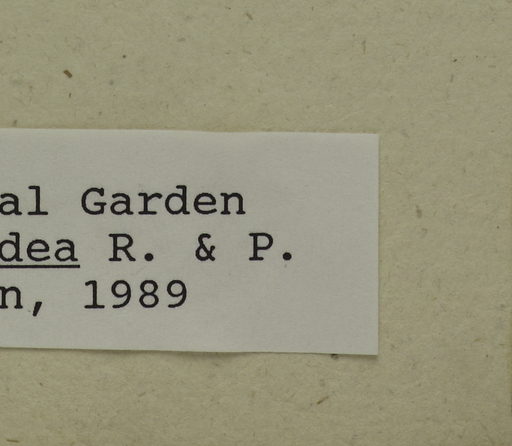 al Garden
dea R. & P.
n, 1989